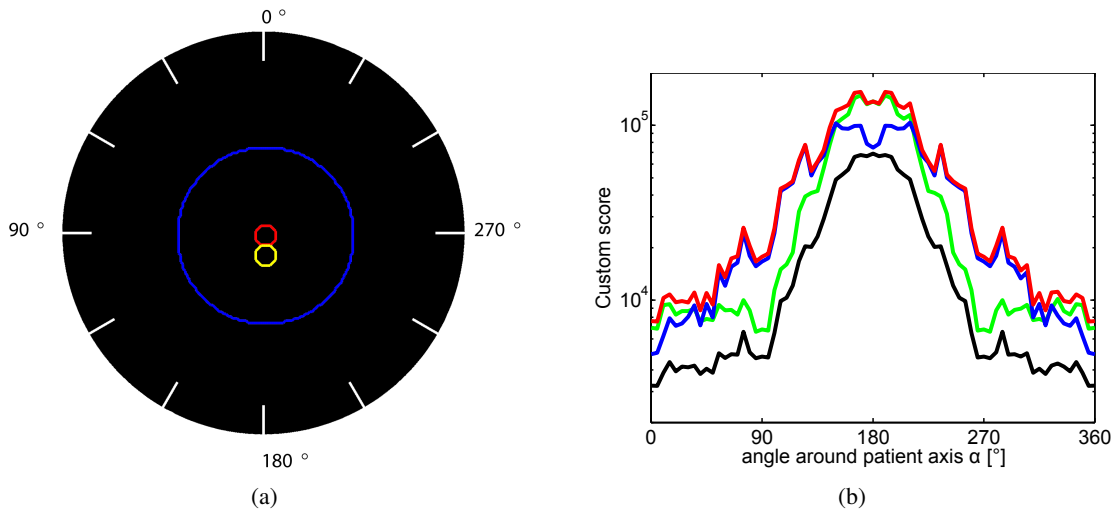 0 °
90 °
270 °
180 °
(a)
Custom score
10^5
10^4
0 90 180 270 360
angle around patient axis α [°]
(b)